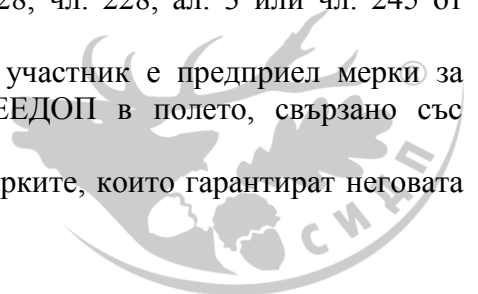 28, чл. 228, ал. 3 или чл. 245 от
участник е предприел мерки за
ЕЕДОП в полето, свързано със
рките, които гарантират неговата
СИДП
®